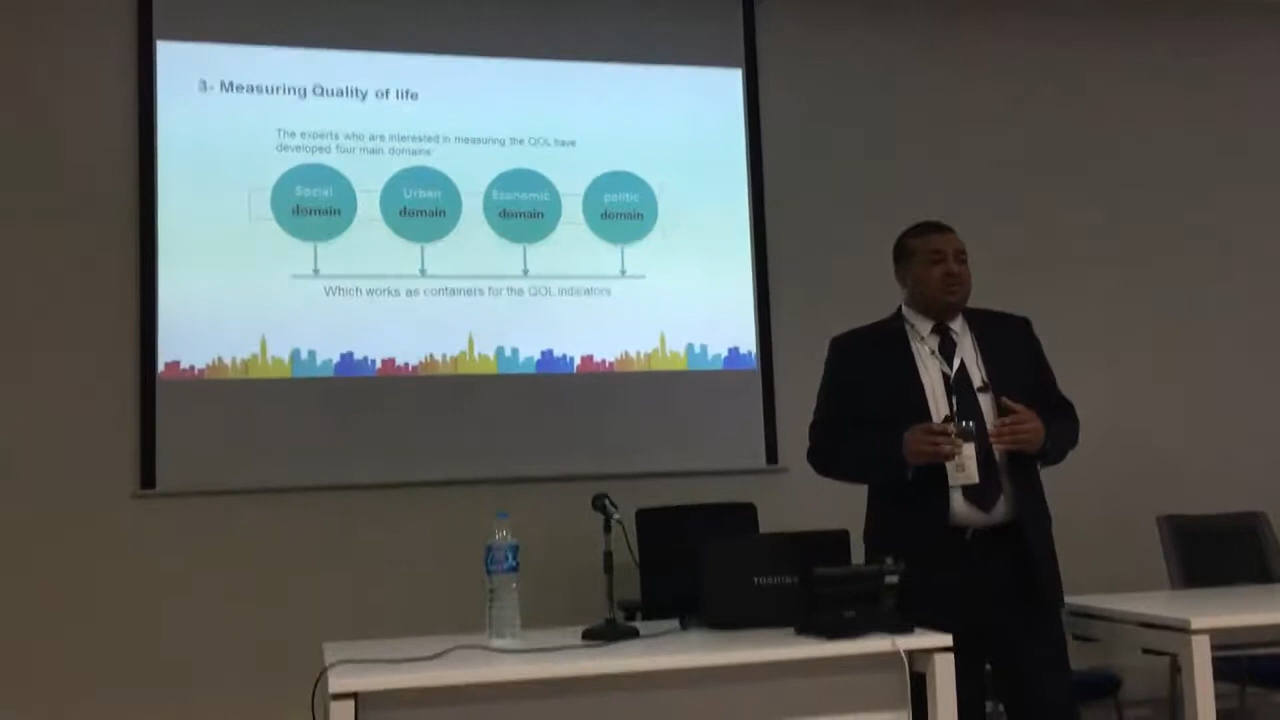 3- Measuring Quality of life
The experts who are interested in measuring the QOL have
developed four main domains:
Social
domain
Urban
domain
Economic
domain
politic
domain
Which works as containers for the QOL indicators
TOSHIBA